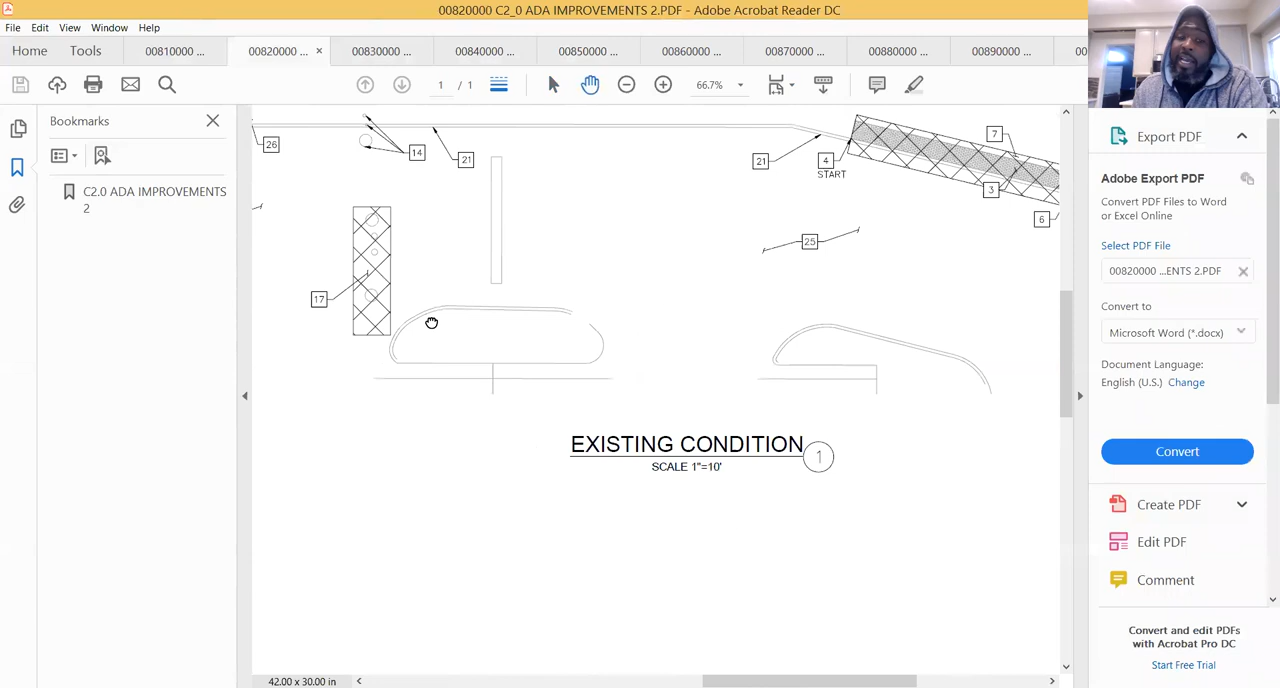 00820000 C2_0 ADA IMPROVEMENTS 2.PDF - Adobe Acrobat Reader DC
File Edit View Window Help
Home Tools 00810000 ... 00820000 ... × 00830000 ... 00840000 ... 00850000 ... 00860000 ... 00870000 ... 00880000 ... 00890000 ... 00
1 / 1 66.7%
Bookmarks
C2.0 ADA IMPROVEMENTS
2
26
14
21
21
4
START
7
3
6
25
17
EXISTING CONDITION
1
SCALE 1"=10'
42.00 x 30.00 in
Export PDF
Adobe Export PDF
Convert PDF Files to Word
or Excel Online
Select PDF File
00820000 ...ENTS 2.PDF
Convert to
Microsoft Word (*.docx)
Document Language:
English (U.S.) Change
Convert
Create PDF
Edit PDF
Comment
Convert and edit PDFs
with Acrobat Pro DC
Start Free Trial